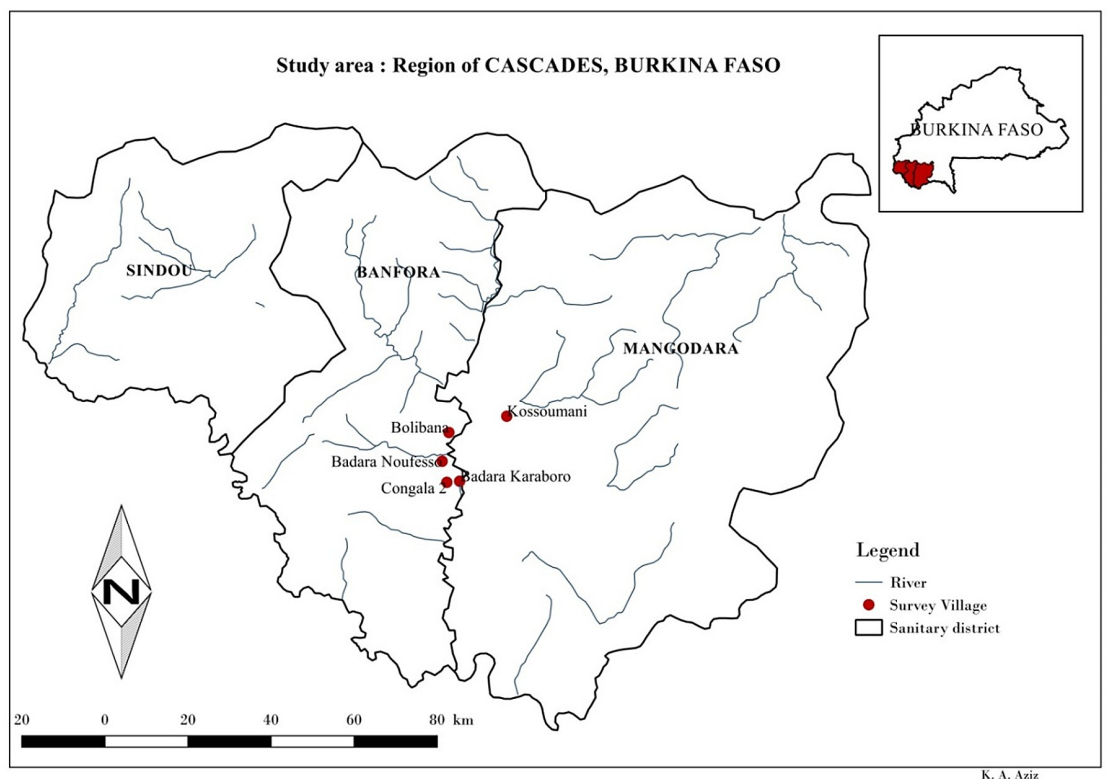 Study area : Region of CASCADES, BURKINA FASO
BURKINA FASO
SINDOU
BANFORA
MANGODARA
Kossoumani
Bolibana
Badara Noufesso
Badara Karaboro
Congala 2
N
Legend
River
Survey Village
Sanitary district
20 0 20 40 60 80 km
K. A. Aziz